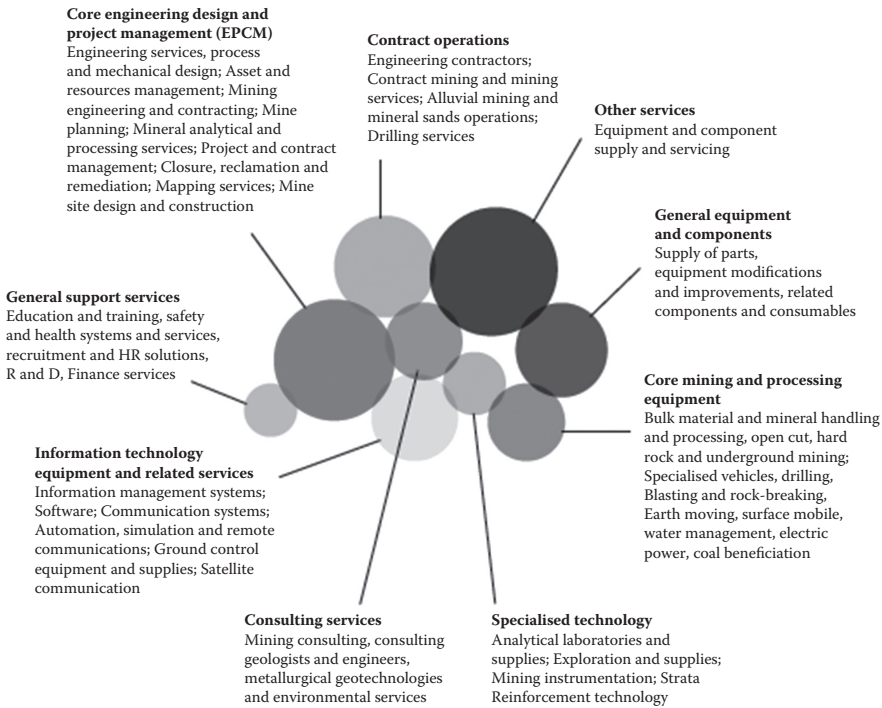 Core engineering design and
project management (EPCM)
Engineering services, process
and mechanical design; Asset and
resources management; Mining
engineering and contracting; Mine
planning; Mineral analytical and
processing services; Project and contract
management; Closure, reclamation and
remediation; Mapping services; Mine
site design and construction
Contract operations
Engineering contractors;
Contract mining and mining
services; Alluvial mining and
mineral sands operations;
Drilling services
Other services
Equipment and component
supply and servicing
General equipment
and components
Supply of parts,
equipment modifications
and improvements, related
components and consumables
General support services
Education and training, safety
and health systems and services,
recruitment and HR solutions,
R and D, Finance services
Core mining and processing
equipment
Bulk material and mineral handling
and processing, open cut, hard
rock and underground mining;
Specialised vehicles, drilling,
Blasting and rock-breaking,
Earth moving, surface mobile,
water management, electric
power, coal beneficiation
Information technology
equipment and related services
Information management systems;
Software; Communication systems;
Automation, simulation and remote
communications; Ground control
equipment and supplies; Satellite
communication
Consulting services
Mining consulting, consulting
geologists and engineers,
metallurgical geotechnologies
and environmental services
Specialised technology
Analytical laboratories and
supplies; Exploration and supplies;
Mining instrumentation; Strata
Reinforcement technology